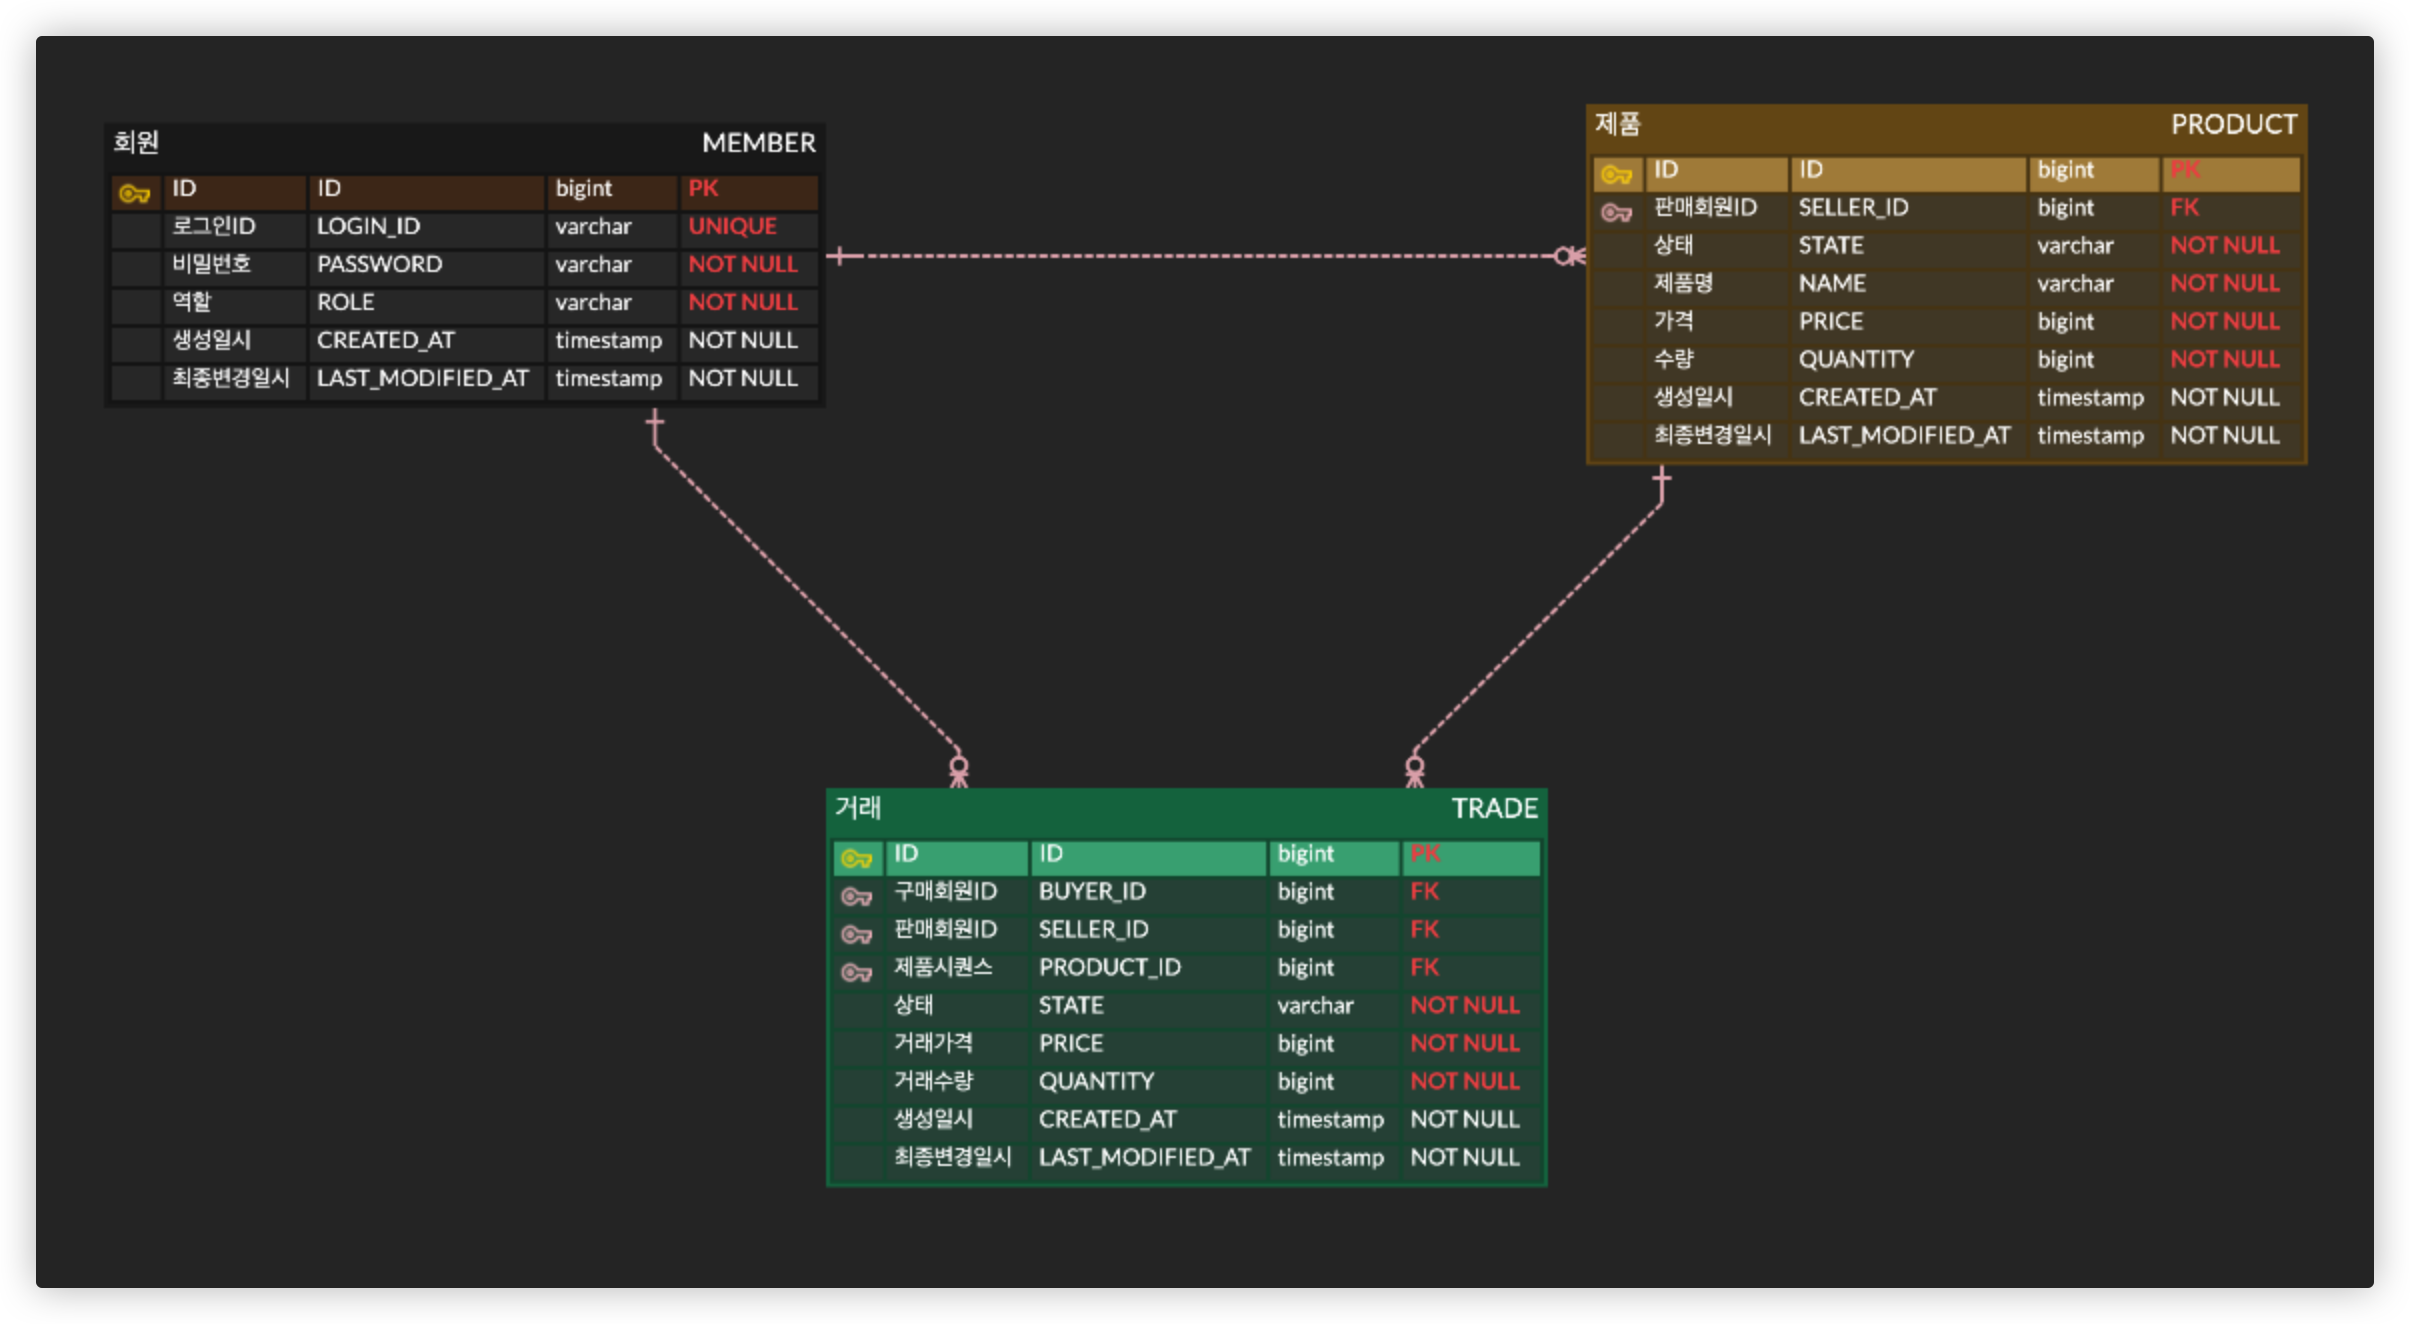 회원 MEMBER
ID ID bigint PK
로그인ID LOGIN_ID varchar UNIQUE
비밀번호 PASSWORD varchar NOT NULL
역할 ROLE varchar NOT NULL
생성일시 CREATED_AT timestamp NOT NULL
최종변경일시 LAST_MODIFIED_AT timestamp NOT NULL
제품 PRODUCT
ID ID bigint PK
판매회원ID SELLER_ID bigint FK
상태 STATE varchar NOT NULL
제품명 NAME varchar NOT NULL
가격 PRICE bigint NOT NULL
수량 QUANTITY bigint NOT NULL
생성일시 CREATED_AT timestamp NOT NULL
최종변경일시 LAST_MODIFIED_AT timestamp NOT NULL
거래 TRADE
ID ID bigint PK
구매회원ID BUYER_ID bigint FK
판매회원ID SELLER_ID bigint FK
제품시퀀스 PRODUCT_ID bigint FK
상태 STATE varchar NOT NULL
거래가격 PRICE bigint NOT NULL
거래수량 QUANTITY bigint NOT NULL
생성일시 CREATED_AT timestamp NOT NULL
최종변경일시 LAST_MODIFIED_AT timestamp NOT NULL